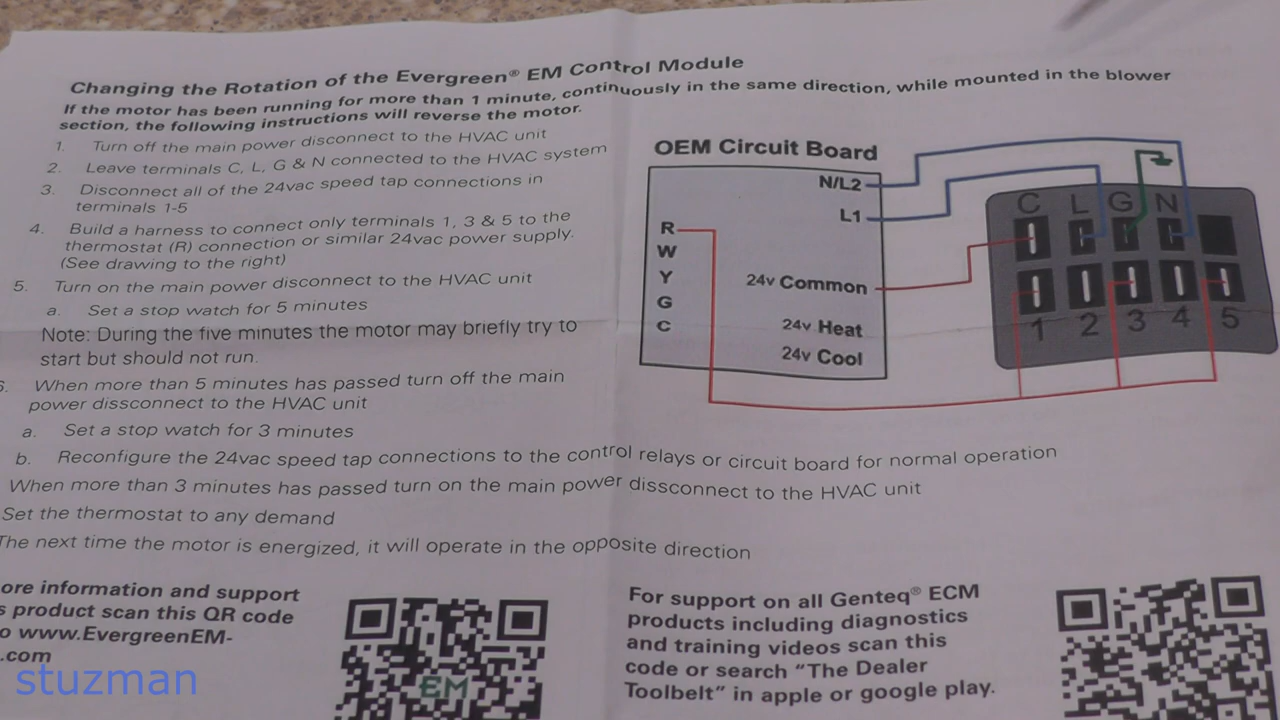 Changing the Rotation of the Evergreen® EM Control Module
If the motor has been running for more than 1 minute, continuously in the same direction, while mounted in the blower
section, the following instructions will reverse the motor.
1. Turn off the main power disconnect to the HVAC unit
2. Leave terminals C, L, G & N connected to the HVAC system
3. Disconnect all of the 24vac speed tap connections in
terminals 1-5
4. Build a harness to connect only terminals 1, 3 & 5 to the
thermostat (R) connection or similar 24vac power supply.
(See drawing to the right)
5. Turn on the main power disconnect to the HVAC unit
a. Set a stop watch for 5 minutes
Note: During the five minutes the motor may briefly try to
start but should not run.
6. When more than 5 minutes has passed turn off the main
power dissconnect to the HVAC unit
a. Set a stop watch for 3 minutes
b. Reconfigure the 24vac speed tap connections to the control relays or circuit board for normal operation
When more than 3 minutes has passed turn on the main power dissconnect to the HVAC unit
Set the thermostat to any demand
The next time the motor is energized, it will operate in the opposite direction
OEM Circuit Board
N/L2
L1
R
W
Y
G
C
24v Common
24v Heat
24v Cool
C L G N
1 2 3 4 5
ore information and support
s product scan this QR code
o www.EvergreenEM-
.com
EM
For support on all Genteq® ECM
products including diagnostics
and training videos scan this
code or search "The Dealer
Toolbelt" in apple or google play.
stuzman